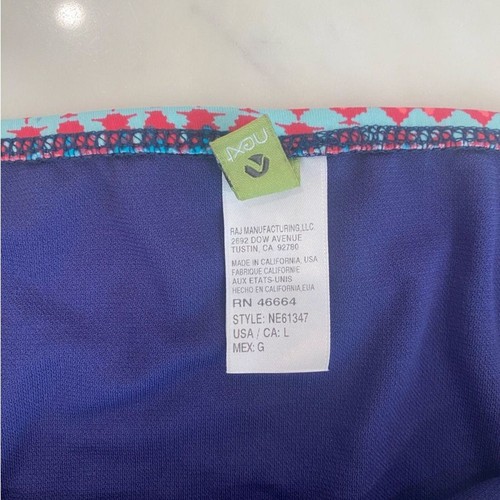 next
RAJ MANUFACTURING,LLC
2692 DOW AVENUE
TUSTIN, CA. 92780
MADE IN CALIFORNIA, USA
FABRIQUE CALIFORNIE
AUX ETATS-UNIS
HECHO EN CALIFORNIA,EUA
RN 46664
STYLE: NE61347
USA / CA: L
MEX: G